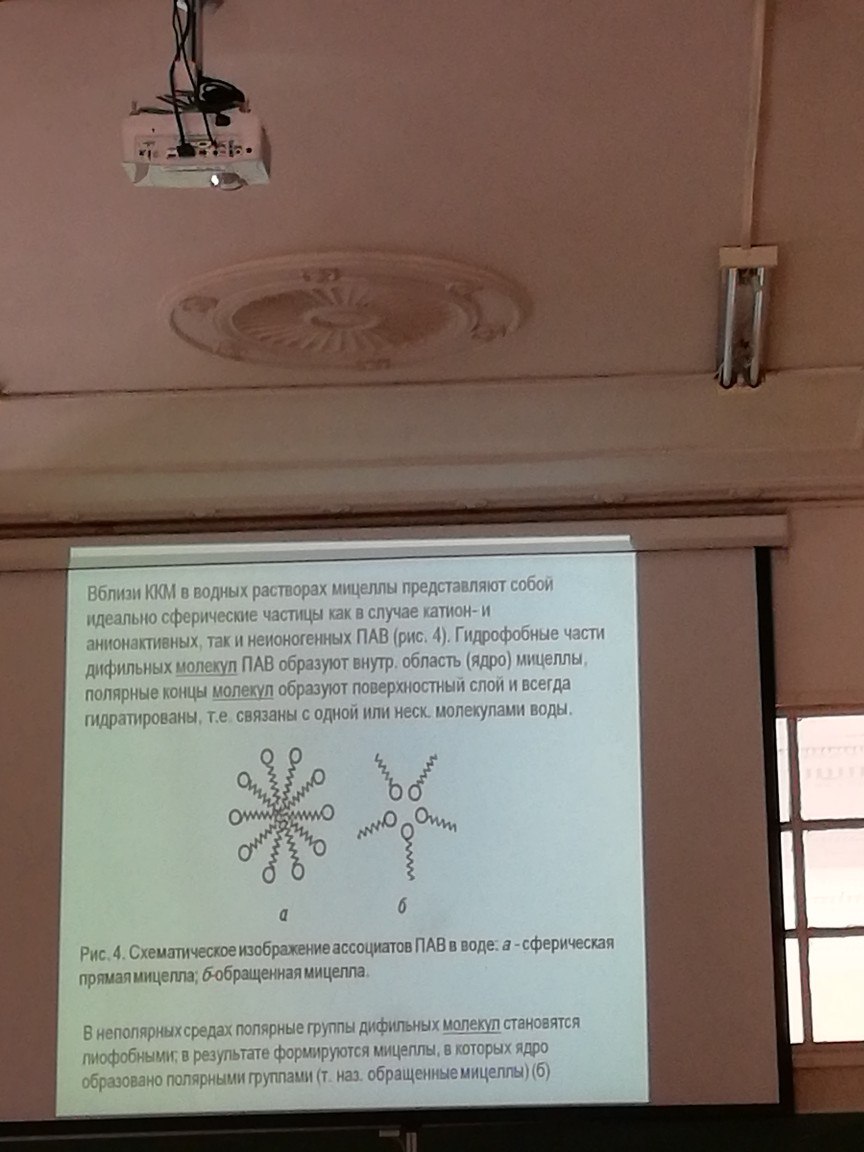 Вблизи ККМ в водных растворах мицеллы представляют собой
идеально сферические частицы как в случае катион- и
анионактивных, так и неионогенных ПАВ (рис. 4). Гидрофобные части
дифильных молекул ПАВ образуют внутр. область (ядро) мицеллы,
полярные концы молекул образуют поверхностный слой и всегда
гидратированы, т.е. связаны с одной или неск. молекулами воды.
а
б
Рис. 4. Схематическое изображение ассоциатов ПАВ в воде: а - сферическая
прямая мицелла; б-обращенная мицелла.
В неполярных средах полярные группы дифильных молекул становятся
лиофобными; в результате формируются мицеллы, в которых ядро
образовано полярными группами (т. наз. обращенные мицеллы) (б)